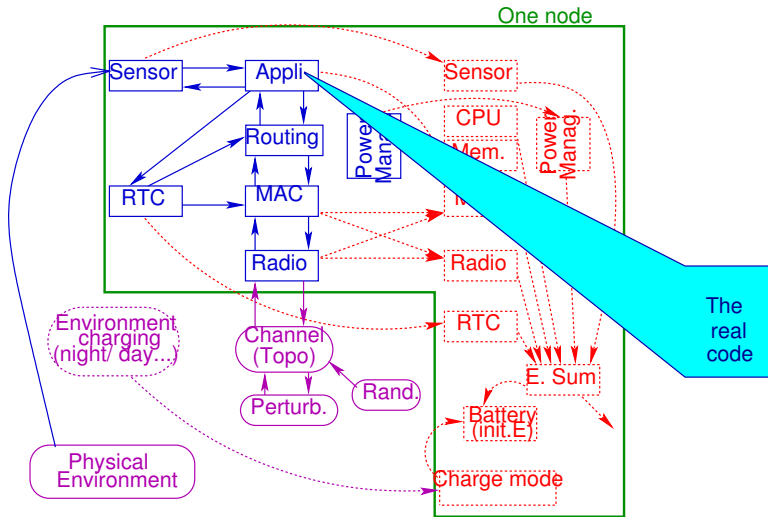 One node
Sensor
Appli
Sensor
CPU
Power
Manag.
Routing
Power
Mana
Mem.
RTC
MAC
M
Radio
Radio
The
real
code
Environment
charging
(night/ day...)
Channel
(Topo)
RTC
Rand.
E. Sum
Perturb.
Battery
(init.E)
Physical
Environment
Charge mode